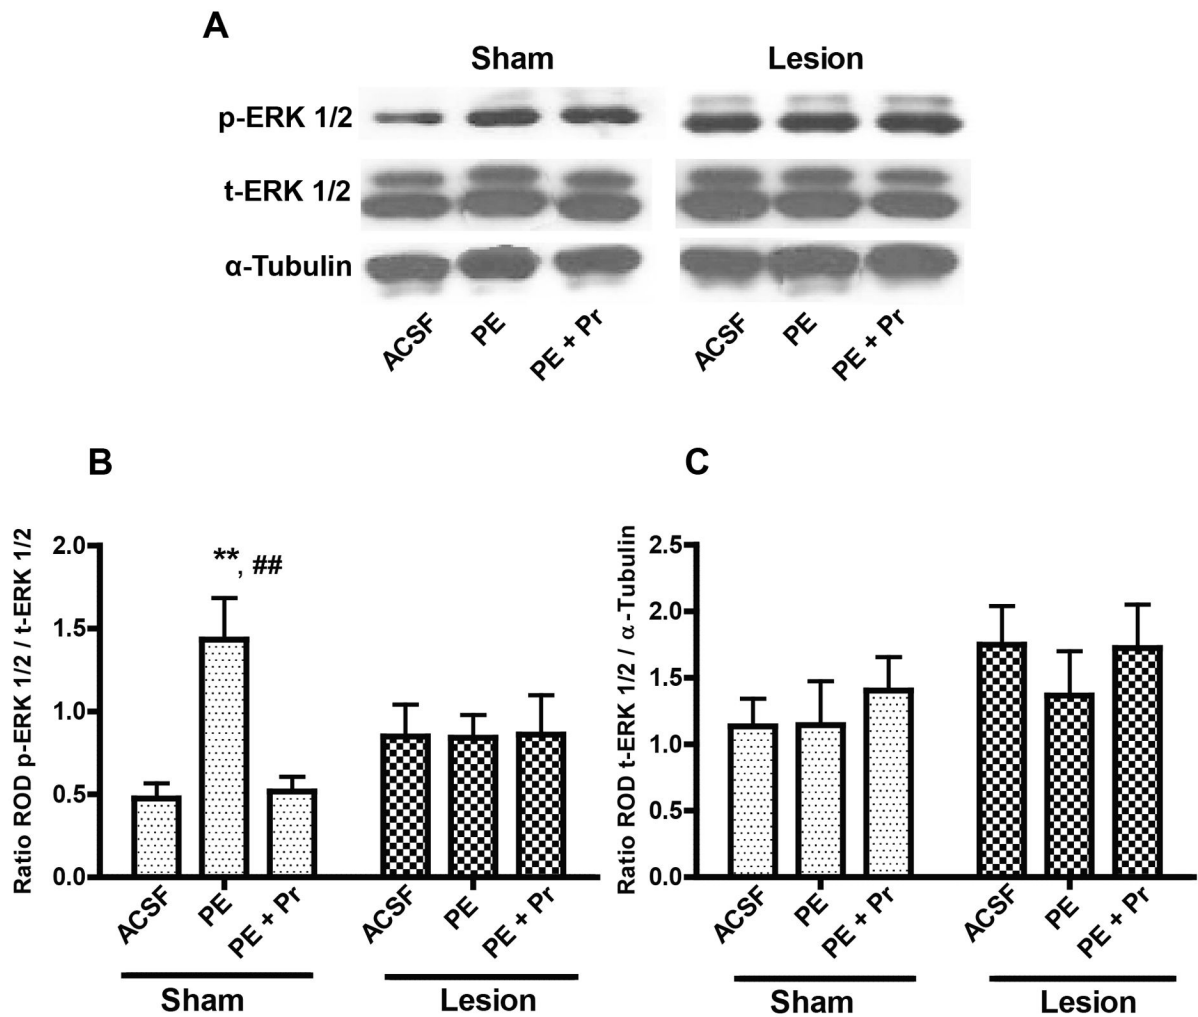 A
Sham Lesion
p-ERK 1/2
t-ERK 1/2
α-Tubulin
ACSF PE PE + Pr ACSF PE PE + Pr
B
Ratio ROD p-ERK 1/2 / t-ERK 1/2
2.0
1.5
1.0
0.5
0.0
**, ##
ACSF PE PE + Pr ACSF PE PE + Pr
Sham Lesion
C
Ratio ROD t-ERK 1/2 / α-Tubulin
2.5
2.0
1.5
1.0
0.5
0.0
ACSF PE PE + Pr ACSF PE PE + Pr
Sham Lesion